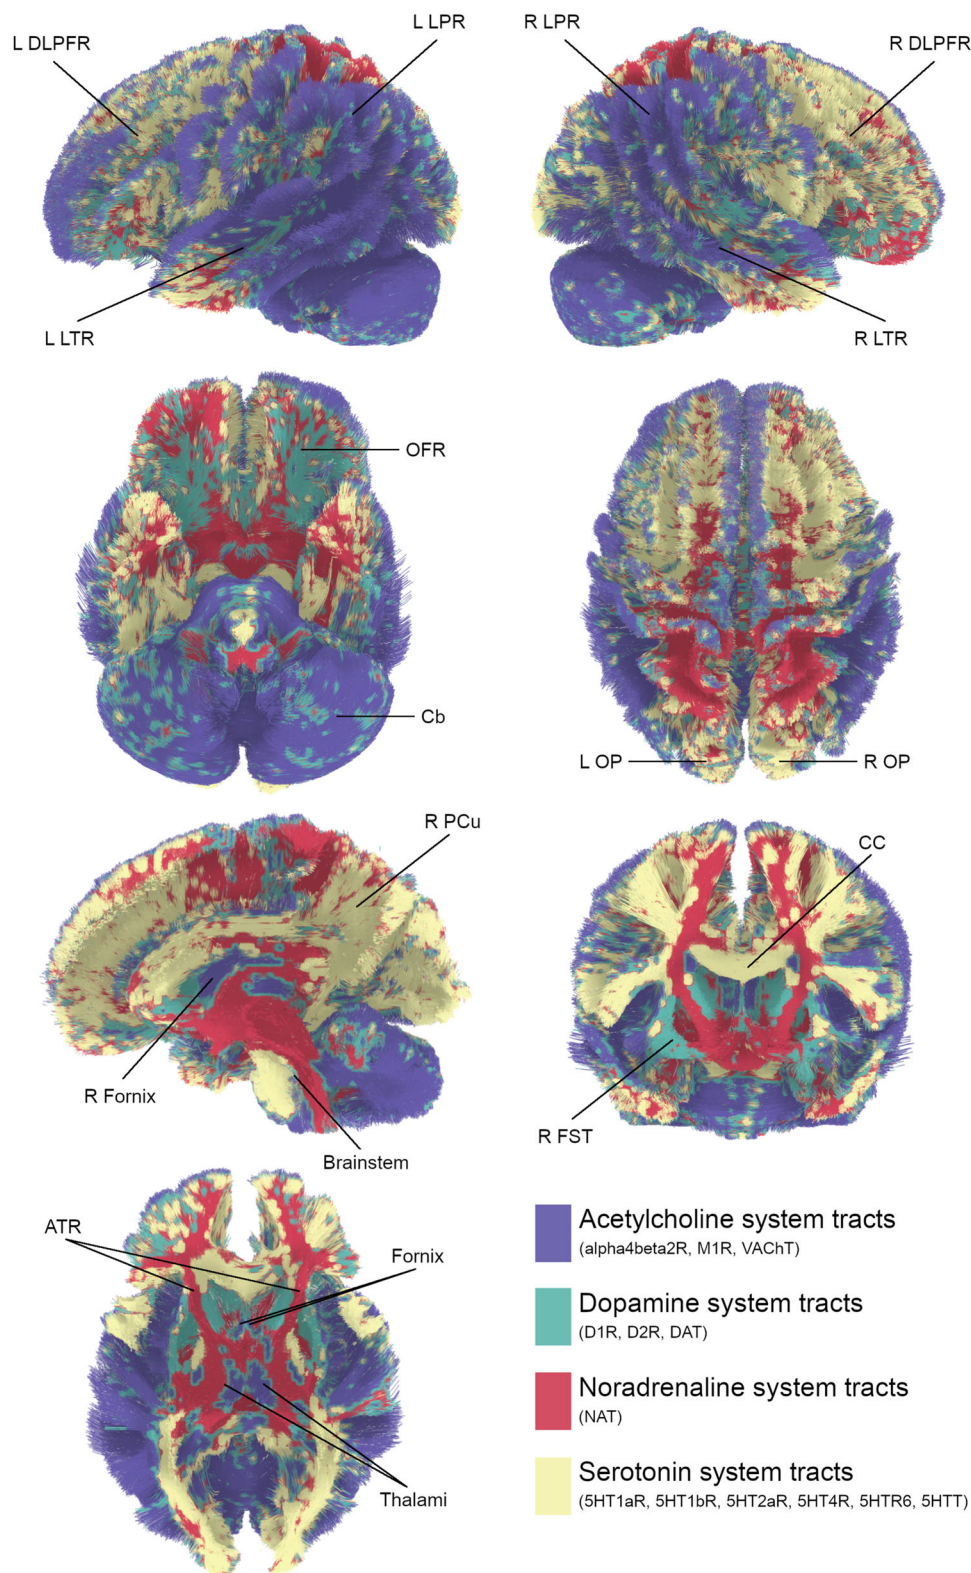 L LPR
R LPR
L DLPFR
R DLPFR
L LTR
R LTR
OFR
Cb
L OP
R OP
R PCu
CC
R Fornix
R FST
Brainstem
ATR
Fornix
Thalami
Acetylcholine system tracts
(alpha4beta2R, M1R, VAChT)
Dopamine system tracts
(D1R, D2R, DAT)
Noradrenaline system tracts
(NAT)
Serotonin system tracts
(5HT1aR, 5HT1bR, 5HT2aR, 5HT4R, 5HTR6, 5HTT)